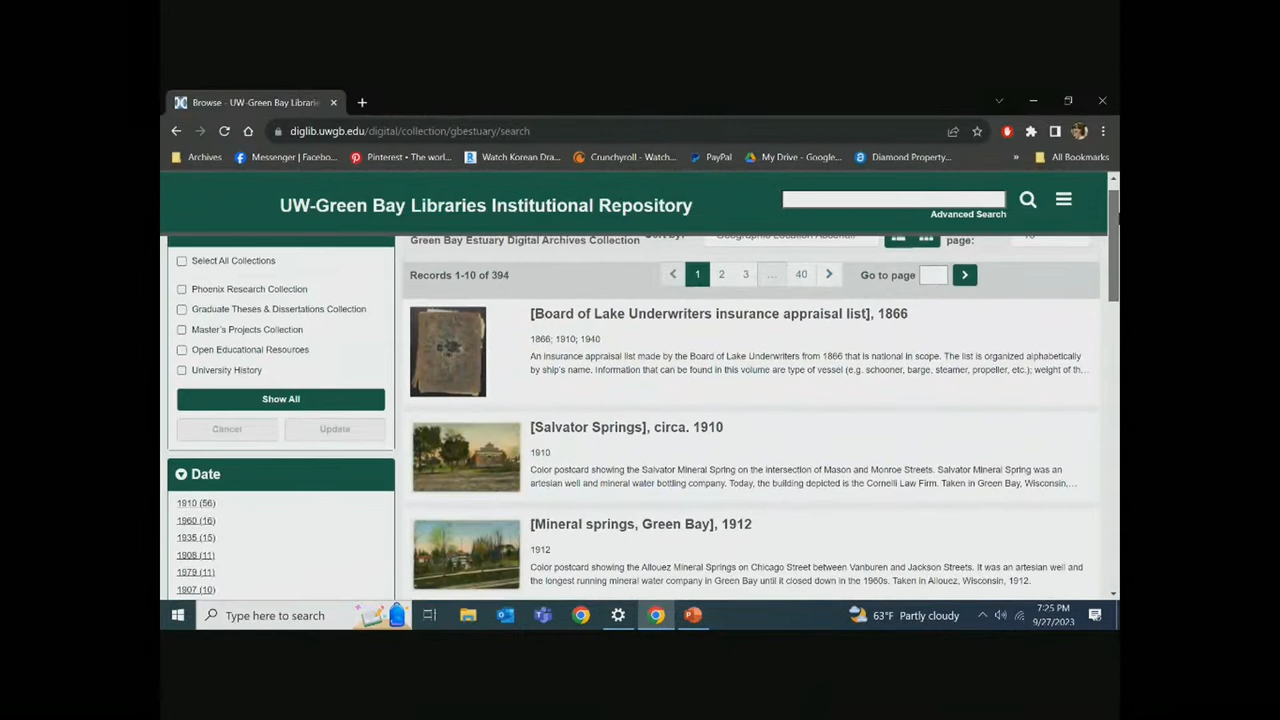 Browse - UW-Green Bay Librarie
diglib.uwgb.edu/digital/collection/gbestuary/search
Archives Messenger | Faceбo... Pinterest • The worl... Watch Korean Dra... Crunchyroll - Watch... PayPal My Drive - Google... Diamond Property... » All Bookmarks
UW-Green Bay Libraries Institutional Repository
Advanced Search
Select All Collections
Phoenix Research Collection
Graduate Theses & Dissertations Collection
Master's Projects Collection
Open Educational Resources
University History
Show All
Cancel Update
Date
1910 (56)
1960 (16)
1935 (15)
1908 (11)
1979 (11)
1907 (10)
Green Bay Estuary Digital Archives Collection page:
Records 1-10 of 394 1 2 3 ... 40 Go to page
[Board of Lake Underwriters insurance appraisal list], 1866
1866; 1910; 1940
An insurance appraisal list made by the Board of Lake Underwriters from 1866 that is national in scope. The list is organized alphabetically
by ship's name. Information that can be found in this volume are type of vessel (e.g. schooner, barge, steamer, propeller, etc.); weight of th...
[Salvator Springs], circa. 1910
1910
Color postcard showing the Salvator Mineral Spring on the intersection of Mason and Monroe Streets. Salvator Mineral Spring was an
artesian well and mineral water bottling company. Today, the building depicted is the Cornelli Law Firm. Taken in Green Bay, Wisconsin,...
[Mineral springs, Green Bay], 1912
1912
Color postcard showing the Allouez Mineral Springs on Chicago Street between Vanburen and Jackson Streets. It was an artesian well and
the longest running mineral water company in Green Bay until it closed down in the 1960s. Taken in Allouez, Wisconsin, 1912.
Type here to search
63°F Partly cloudy
7:25 PM
9/27/2023